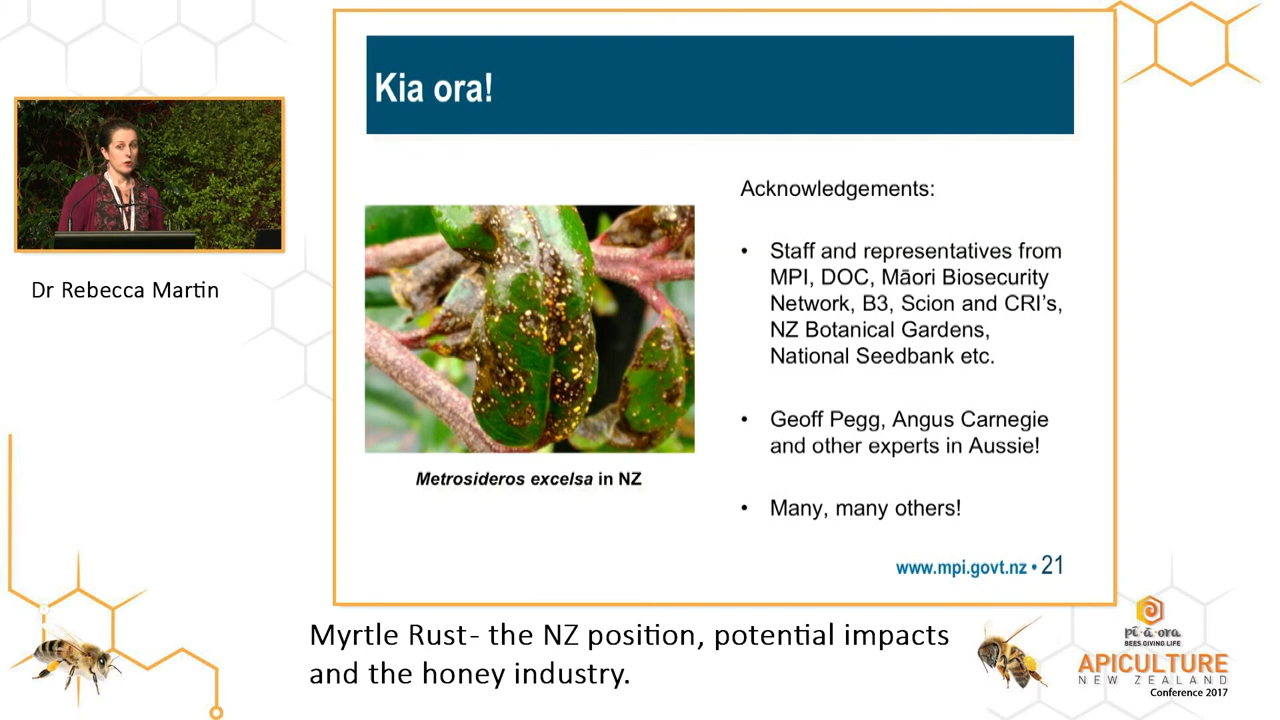 Kia ora!
Dr Rebecca Martin
Acknowledgements:
• Staff and representatives from
MPI, DOC, Māori Biosecurity
Network, B3, Scion and CRI's,
NZ Botanical Gardens,
National Seedbank etc.
• Geoff Pegg, Angus Carnegie
and other experts in Aussie!
• Many, many others!
Metrosideros excelsa in NZ
www.mpi.govt.nz • 21
Myrtle Rust- the NZ position, potential impacts
and the honey industry.
pī-ā-ora
BEES GIVING LIFE
APICULTURE
NEW ZEALAND
Conference 2017